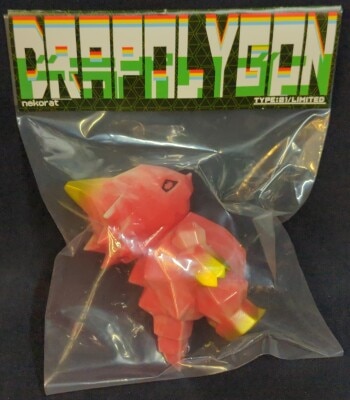 DRAPOLYGON
nekorat TYPE(B)/LIMITED